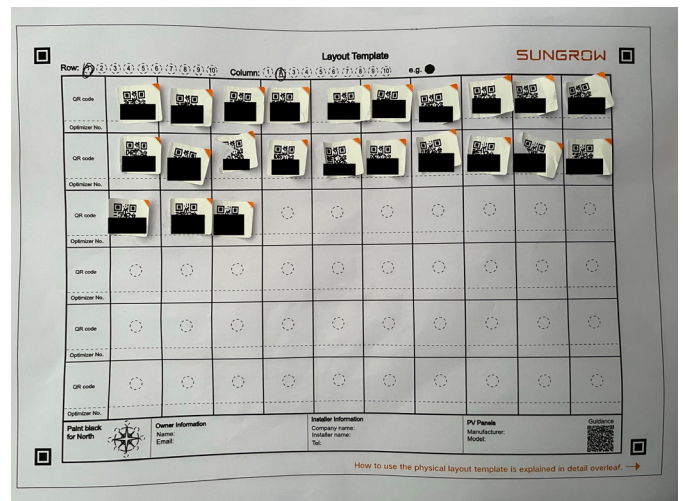 Layout Template
SUNGROW
Row: 1 2 3 4 5 6 7 8 9 10 Column: 1 2 3 4 5 6 7 8 9 10 e.g.
QR code
Optimizer No.
QR code
Optimizer No.
QR code
Optimizer No.
QR code
Optimizer No.
QR code
Optimizer No.
QR code
Optimizer No.
Paint black
for North
Owner Information
Name:
Email:
Installer Information
Company name:
Installer name:
Tel:
PV Panels
Manufacturer:
Model:
Guidance
How to use the physical layout template is explained in detail overleaf. →